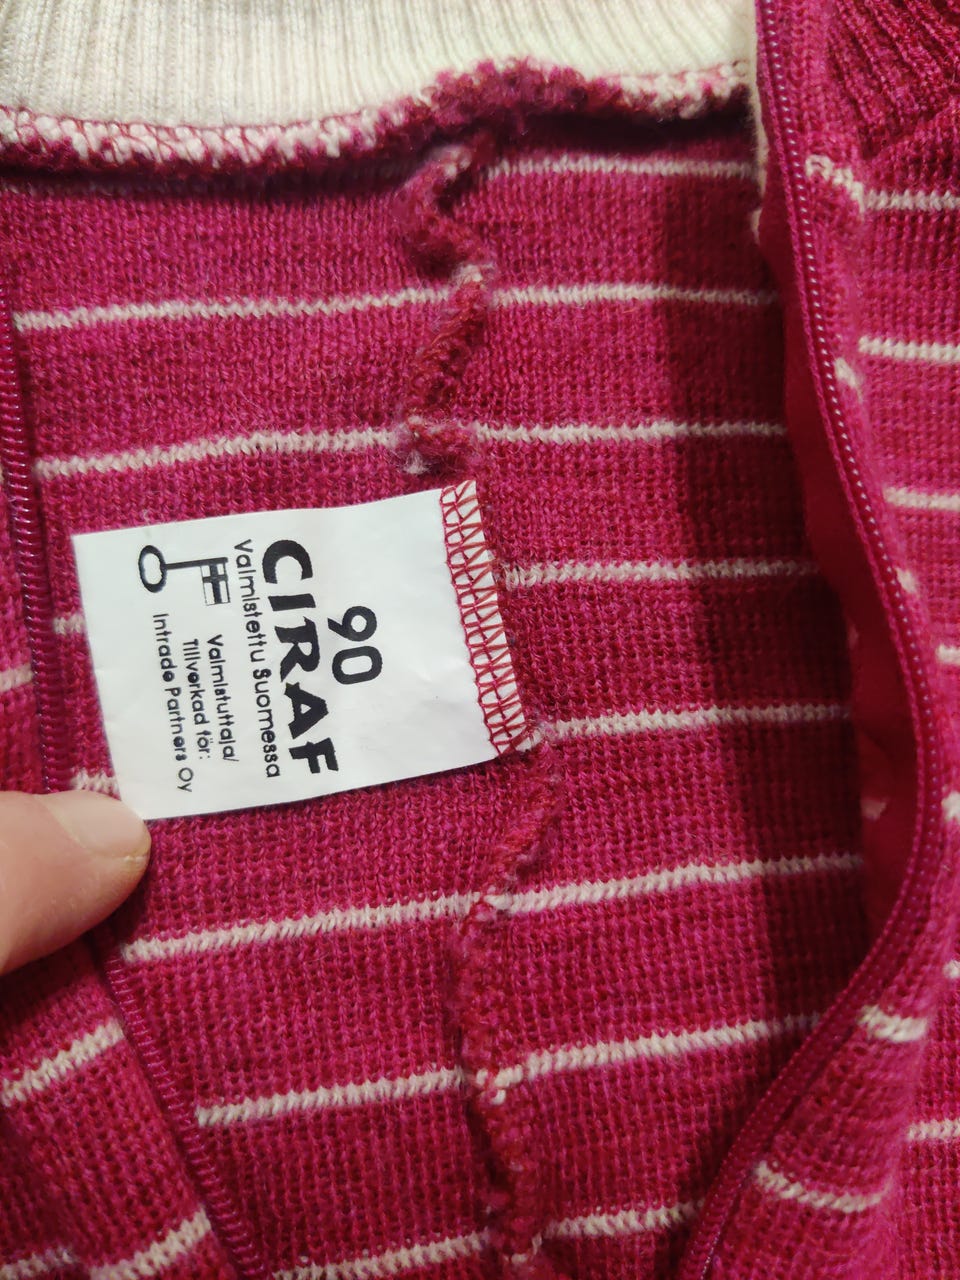 90
CIRAF
Valmistettu Suomessa
Valmistuttaja/
Tillverkad för:
Intrade Partners Oy